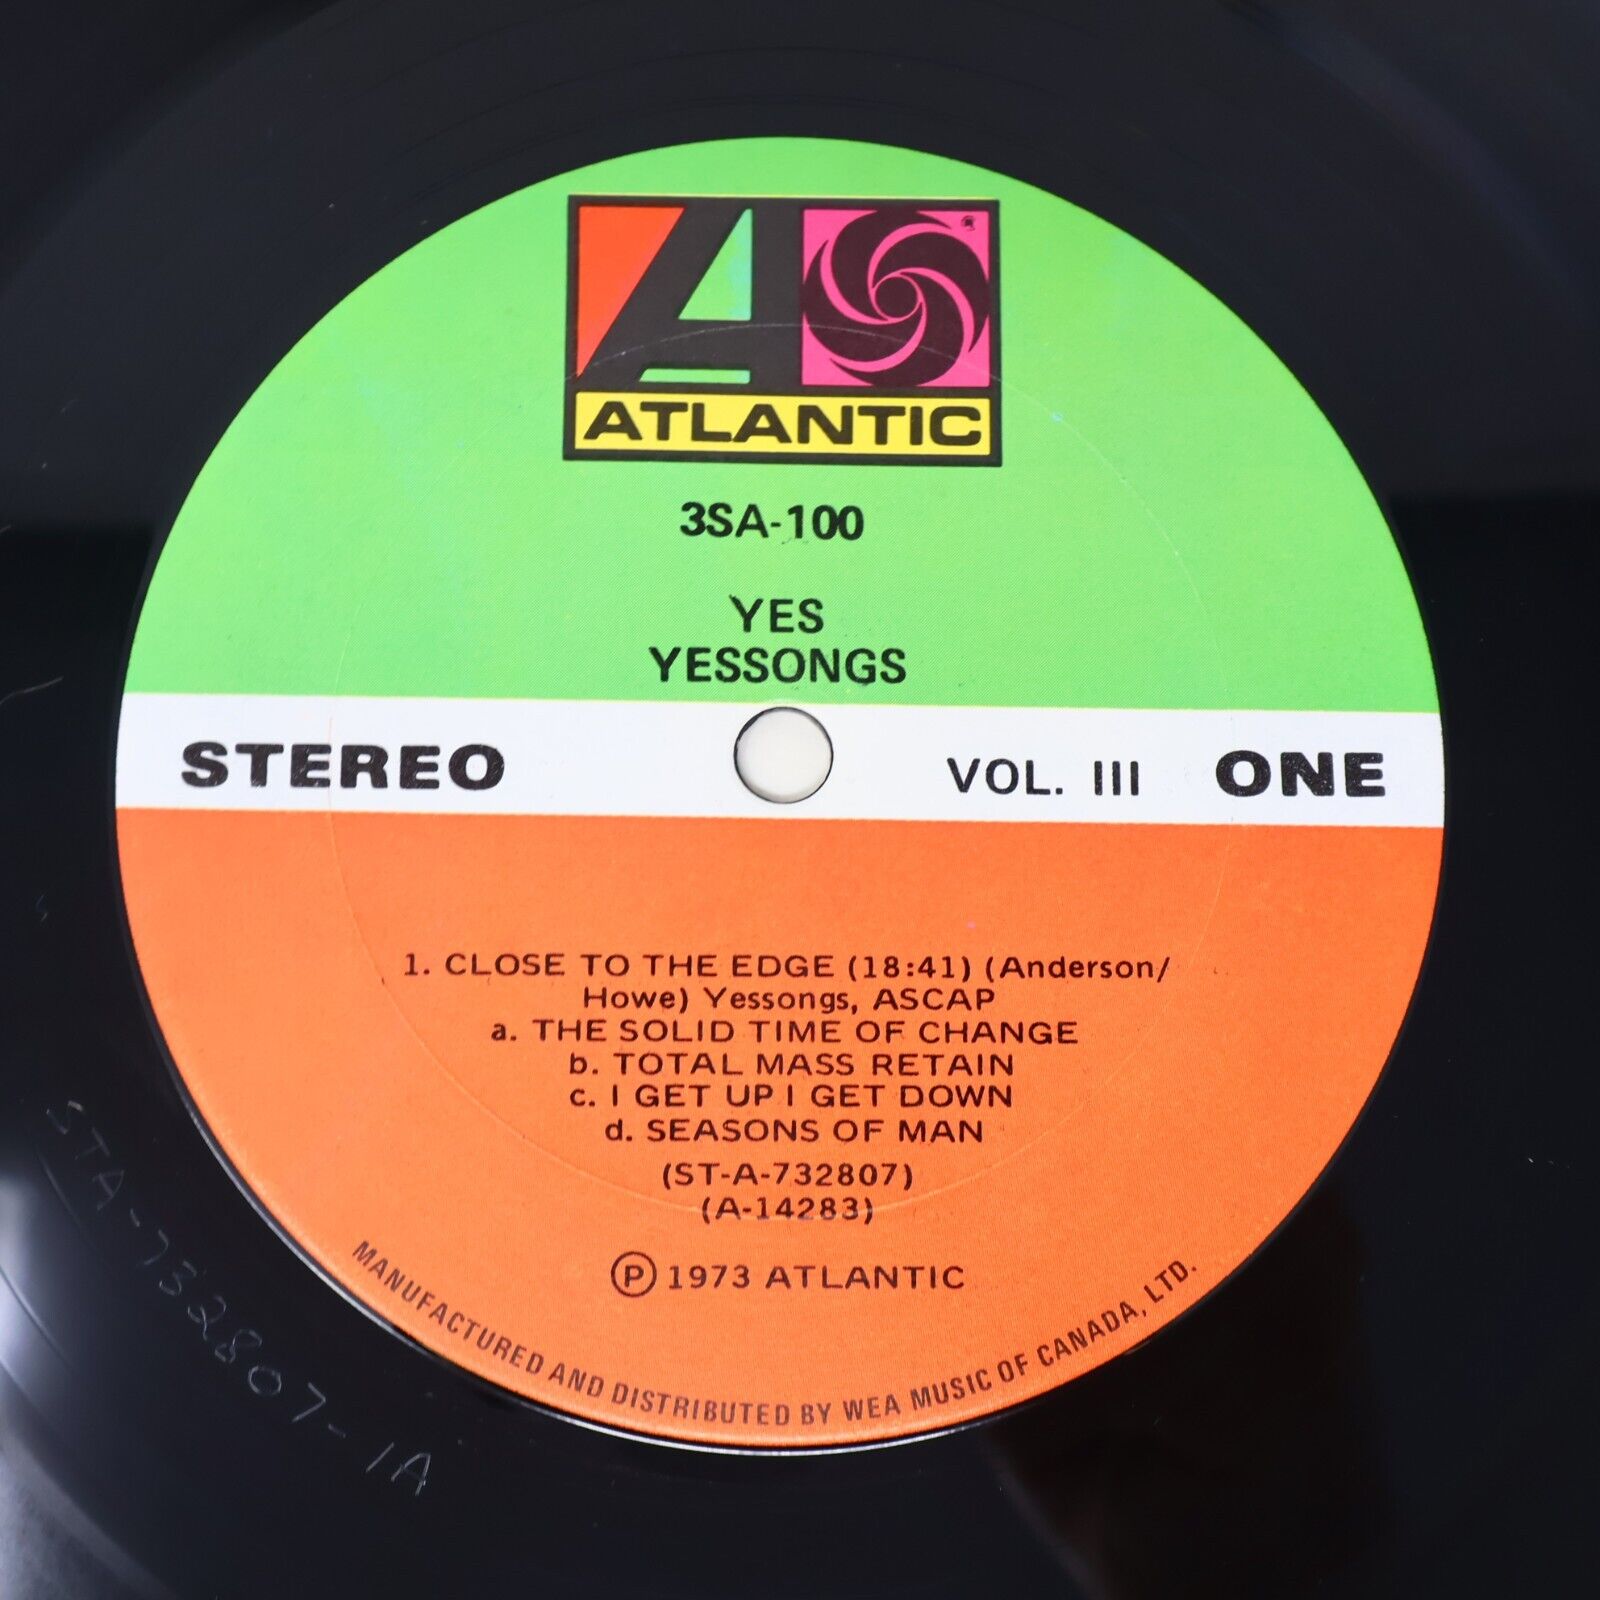 ATLANTIC
3SA-100
YES
YESSONGS
STEREO VOL. III ONE
1. CLOSE TO THE EDGE (18:41) (Anderson/
Howe) Yessongs, ASCAP
a. THE SOLID TIME OF CHANGE
b. TOTAL MASS RETAIN
c. I GET UP I GET DOWN
d. SEASONS OF MAN
(ST-A-732807)
(A-14283)
Ⓟ 1973 ATLANTIC
MANUFACTURED AND DISTRIBUTED BY WEA MUSIC OF CANADA, LTD.
STA-732807-1A